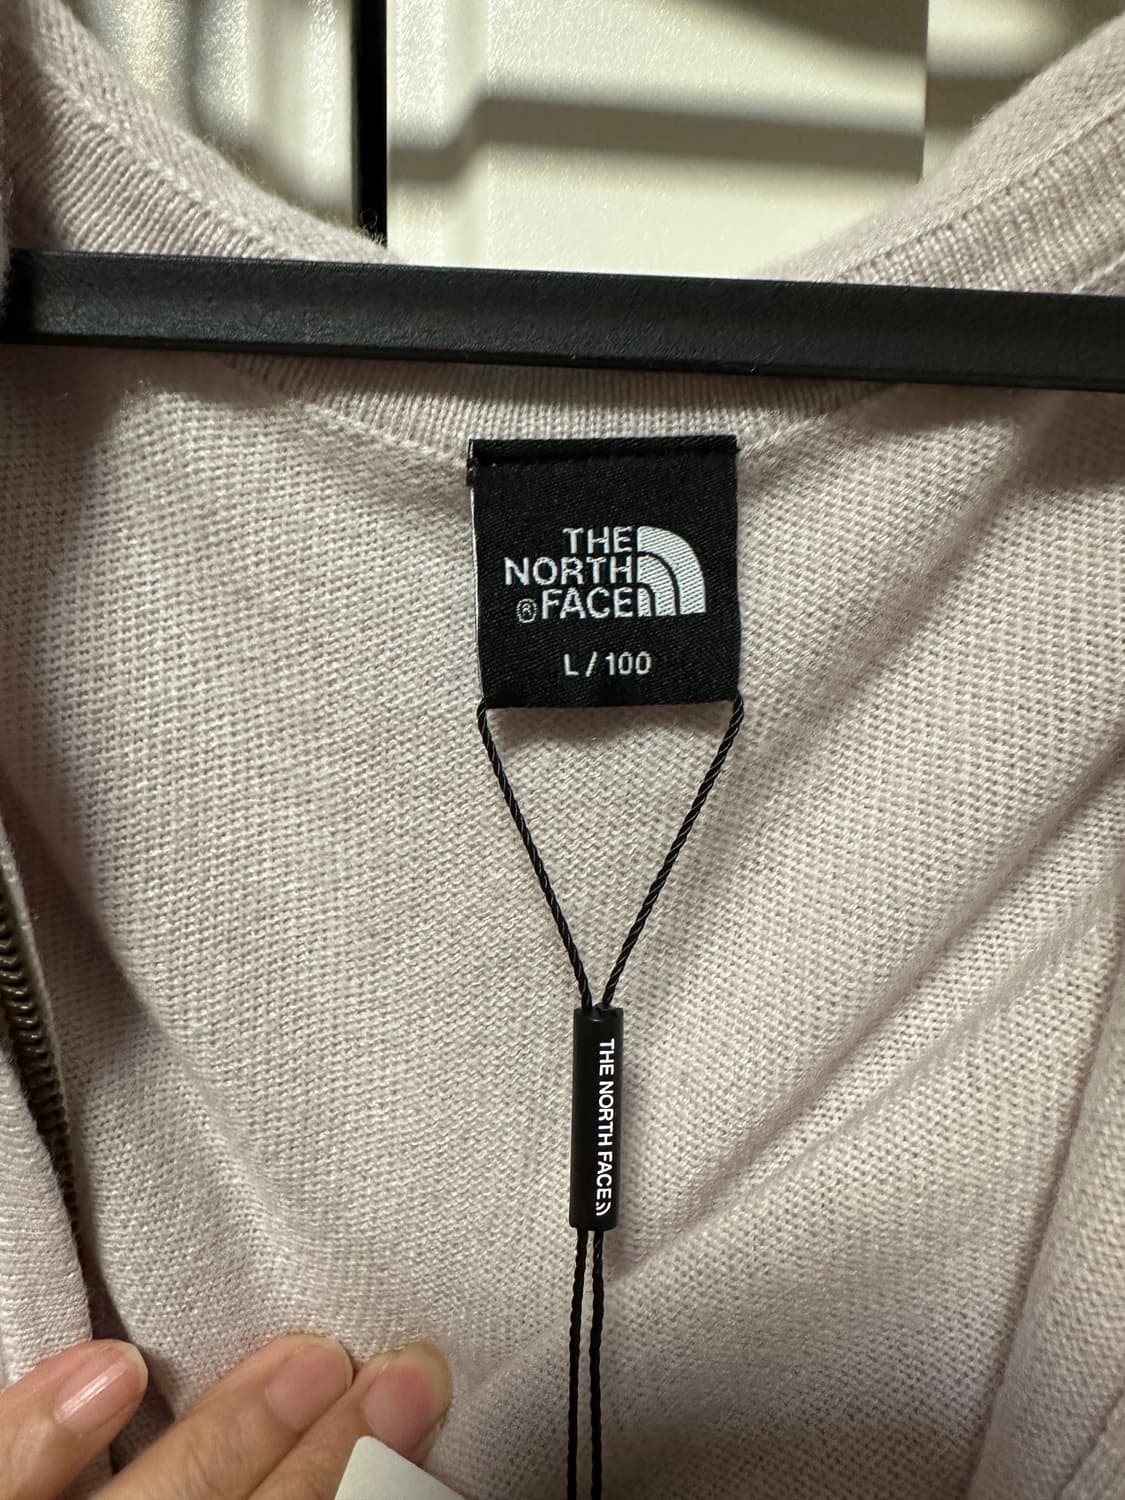 THE
NORTH
®FACE
L / 100
THE NORTH FACE